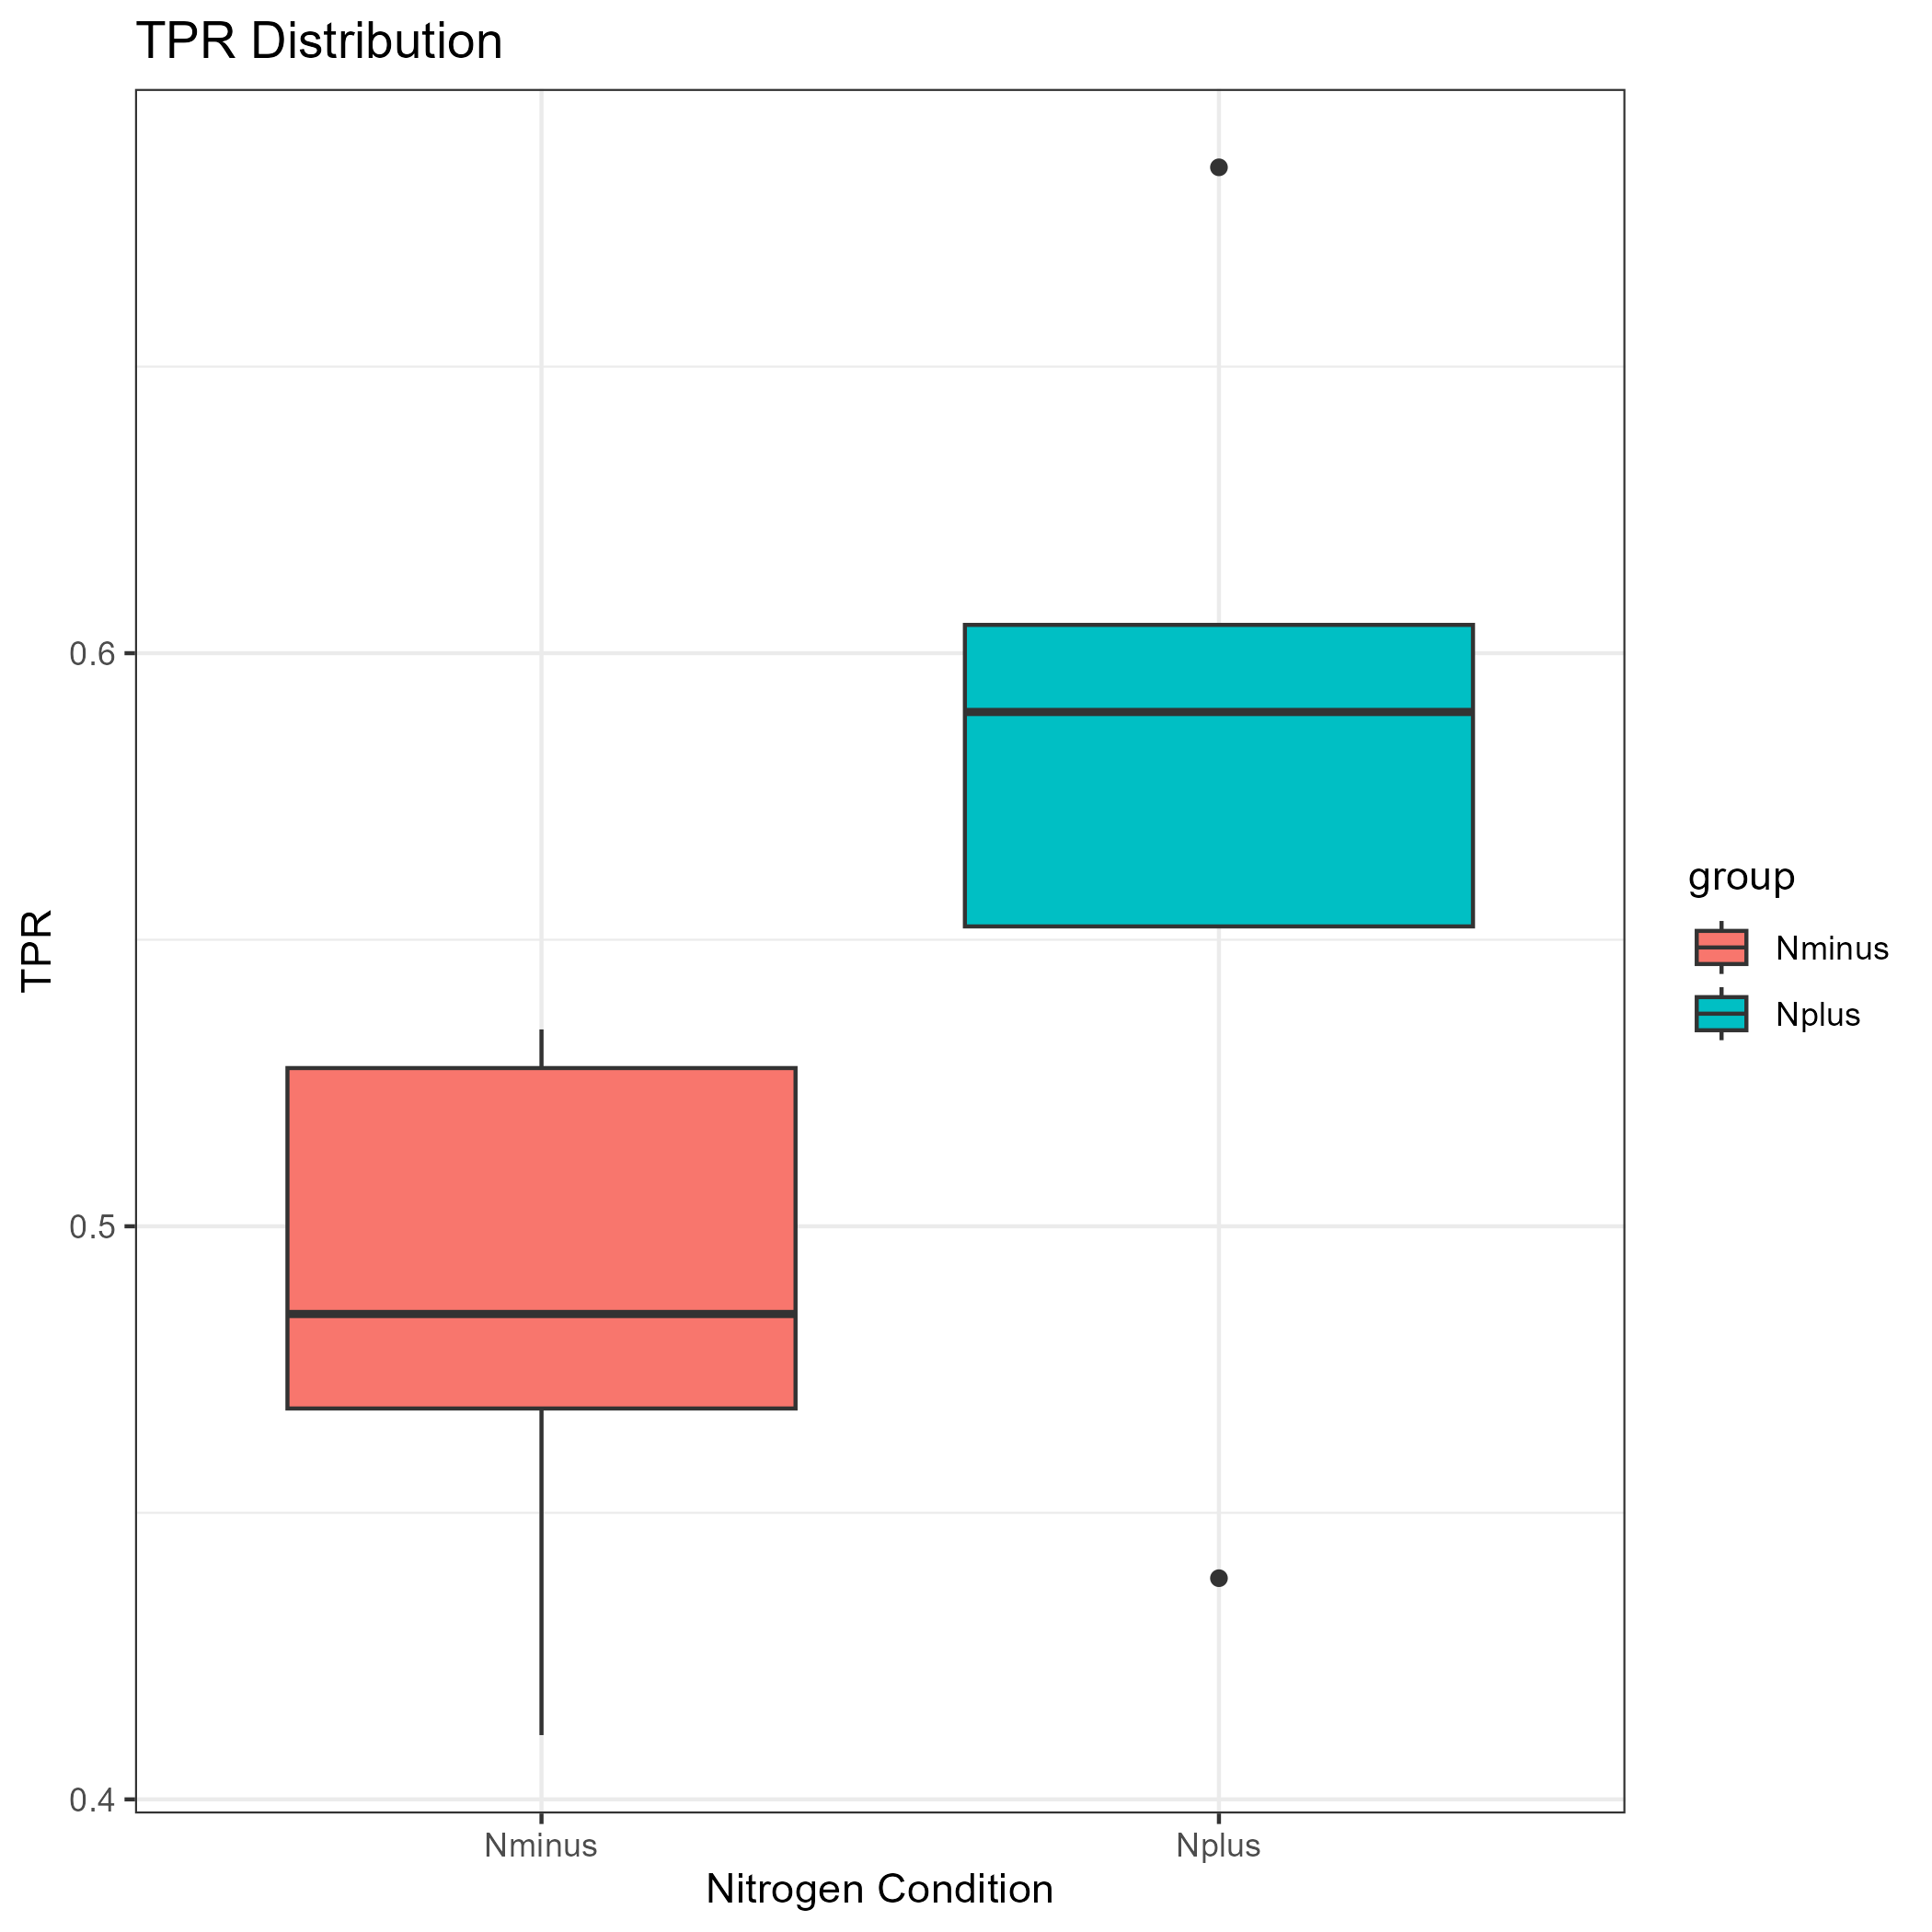 TPR Distribution
TPR
0.6
0.5
0.4
Nminus
Nplus
Nitrogen Condition
group
Nminus
Nplus